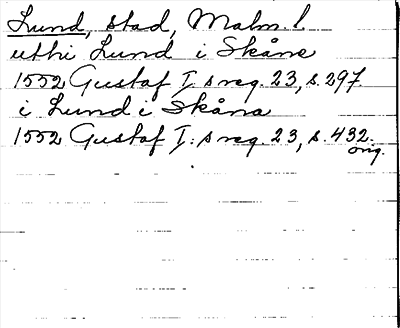 Lund, stad, Malm. l
uthi Lund i Skåne
1552 Gustaf I:s reg. 23, s. 297.
i Lund i Skåna
1552 Gustaf I:s reg. 23, s. 432.
orig.